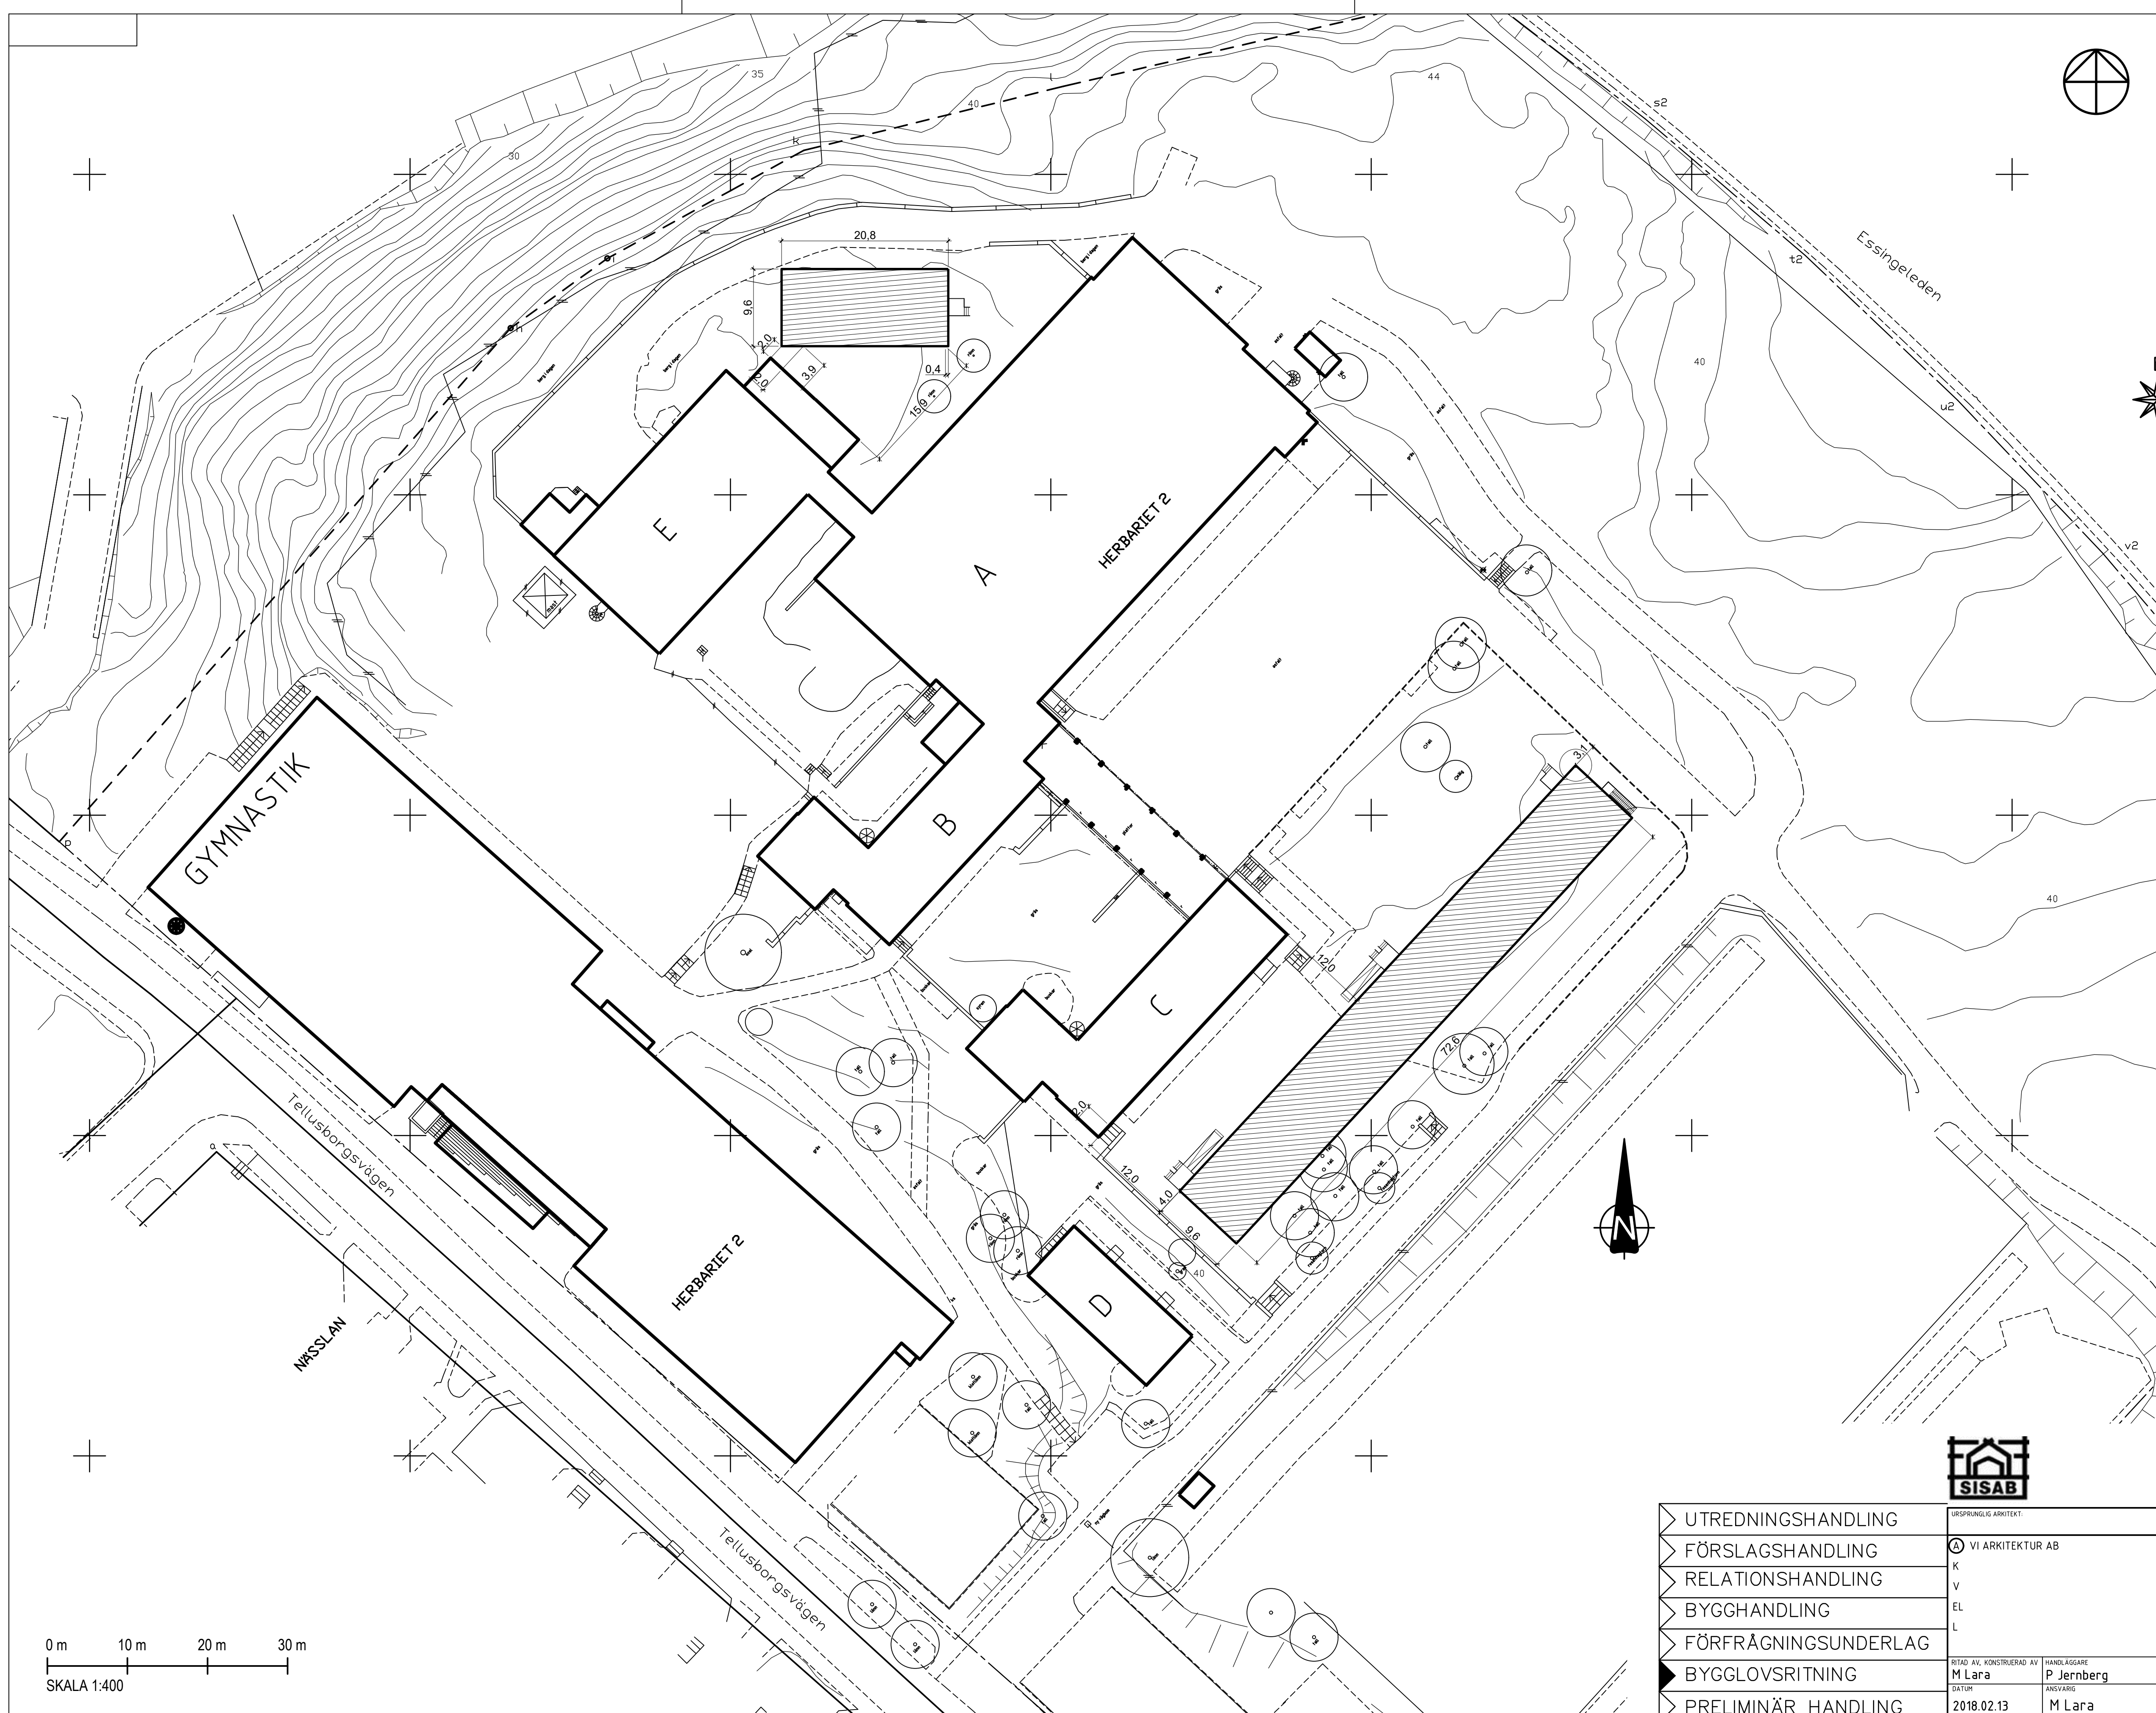 35
44
s2
40
l
k
30
Essingeleden
t2
20,8
i
9,6
h
2,0
40
2,0
3,9
0,4
15,9
u2
HERBARIET 2
E
v2
A
mast
3,1
GYMNASTIK
B
p
40
12,0
C
72,6
2,0
Tellusborgsvägen
q
12,0
4,0
9,6
N
40
D
HERBARIET 2
NÄSSLAN
SISAB
UTREDNINGSHANDLING
URSPRUNGLIG ARKITEKT:
FÖRSLAGSHANDLING
A VI ARKITEKTUR AB
K
RELATIONSHANDLING
V
BYGGHANDLING
EL
L
Tellusborgsvägen
FÖRFRÅGNINGSUNDERLAG
0 m 10 m 20 m 30 m
SKALA 1:400
RITAD AV, KONSTRUERAD AV
HANDLÄGGARE
BYGGLOVSRITNING
M Lara
P Jernberg
DATUM
ANSVARIG
PRELIMINÄR HANDLING
2018.02.13
M Lara